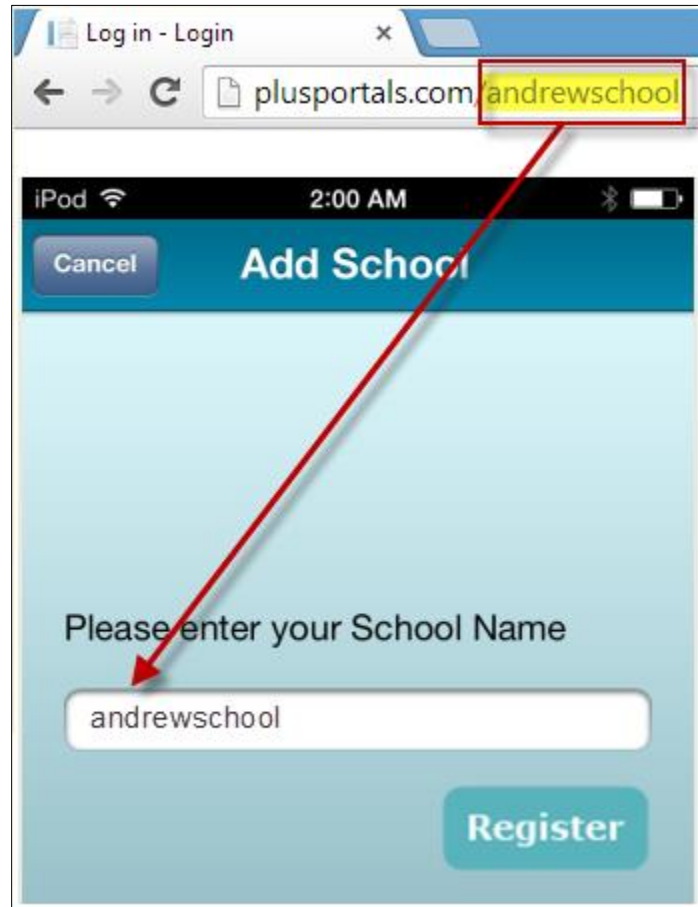 Log in - Login
plusportals.com/andrewschool
iPod 2:00 AM
Cancel Add School
Please enter your School Name
andrewschool
Register